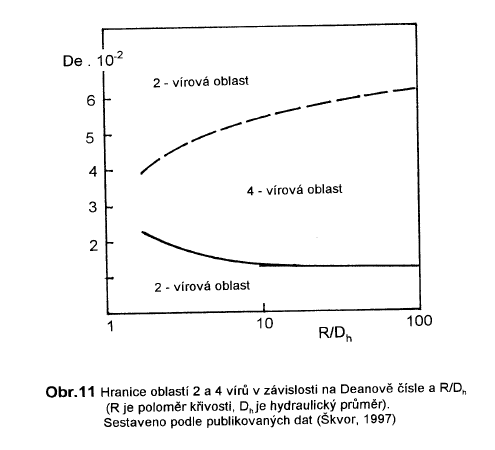 De . 10-2
2 - vírová oblast
6
5
4
4 - vírová oblast
3
2
2 - vírová oblast
1
10
100
R/Dh
Obr.11 Hranice oblastí 2 a 4 vírů v závislosti na Deanově čísle a R/Dh
(R je poloměr křivosti, Dh je hydraulický průměr).
Sestaveno podle publikovaných dat (Škvor, 1997)